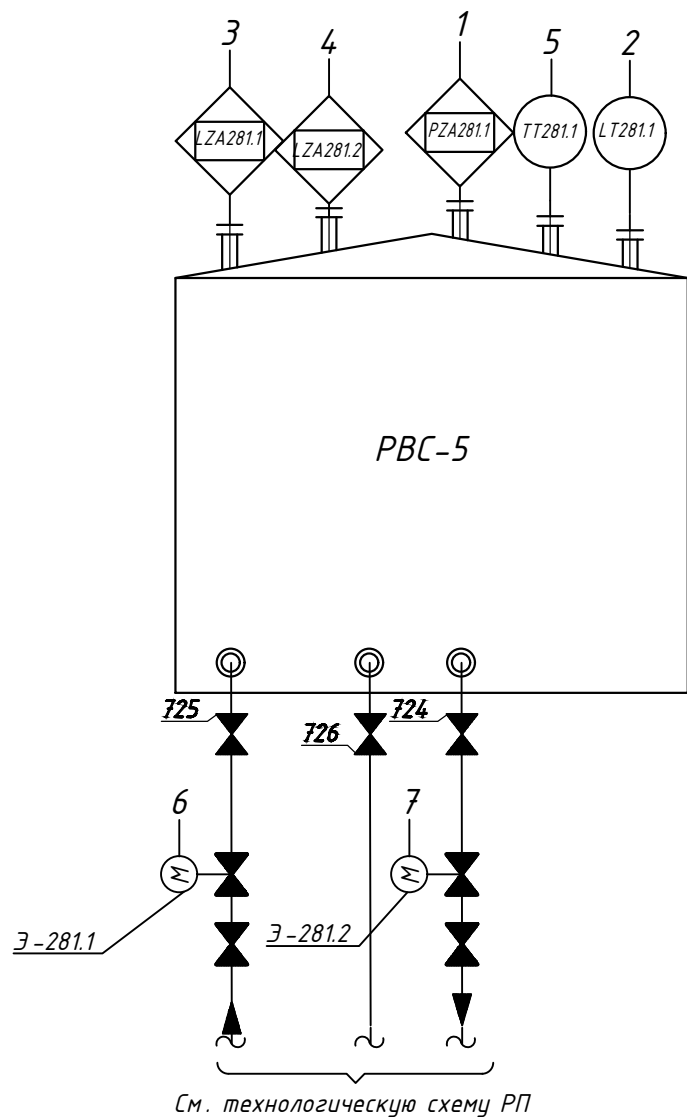 3 4 1 5 2
LZA281.1 LZA281.2 PZA281.1 TT281.1 LT281.1
РВС-5
725 726 724
6 7
М М
Э-281.1 Э-281.2
См. технологическую схему РП